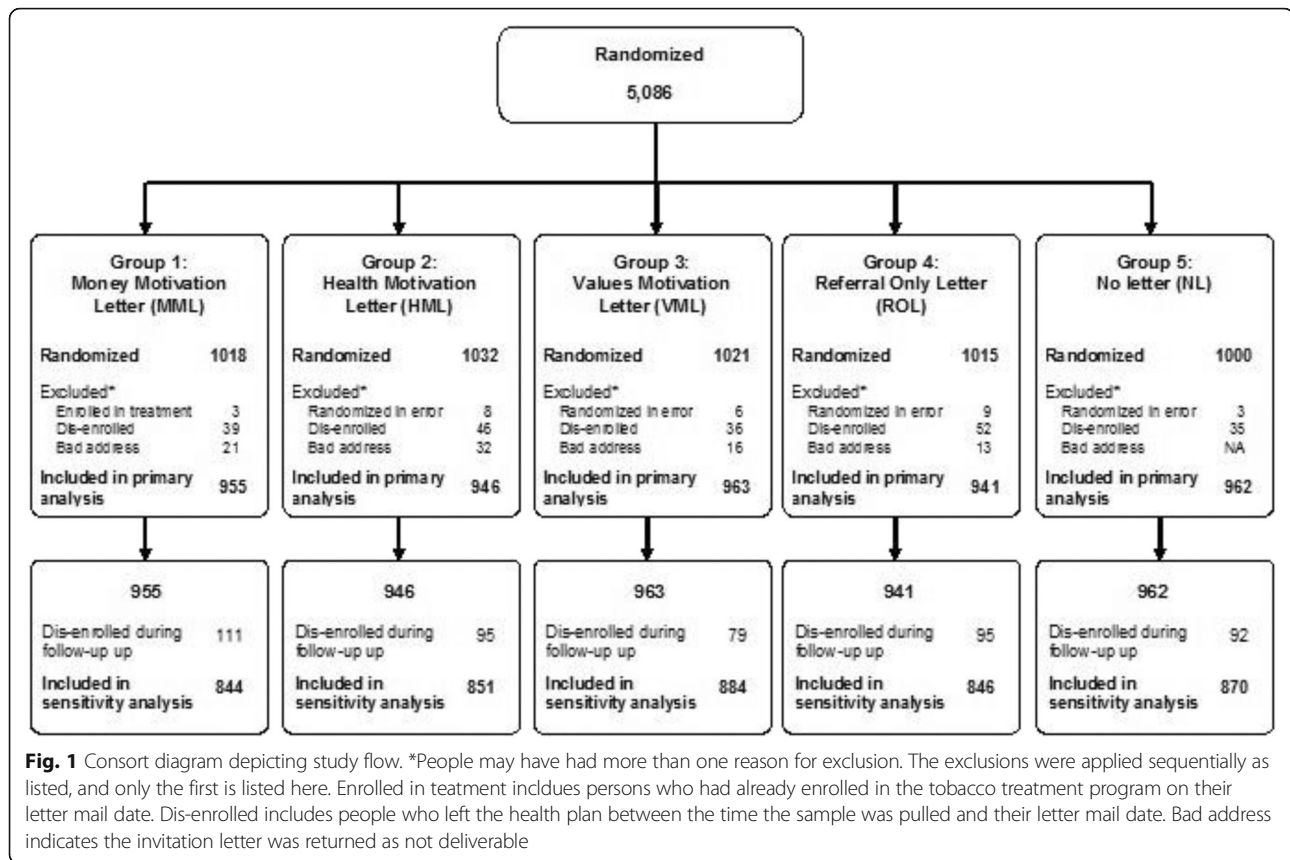 Randomized
5,086
Group 1:
Money Motivation
Letter (MML)
Randomized 1018
Excluded*
Enrolled in treatment 3
Dis-enrolled 39
Bad address 21
Included in primary
analysis 955
Group 2:
Health Motivation
Letter (HML)
Randomized 1032
Excluded*
Randomized in error 8
Dis-enrolled 46
Bad address 32
Included in primary
analysis 946
Group 3:
Values Motivation
Letter (VML)
Randomized 1021
Excluded*
Randomized in error 6
Dis-enrolled 36
Bad address 16
Included in primary
analysis 963
Group 4:
Referral Only Letter
(ROL)
Randomized 1015
Excluded*
Randomized in error 9
Dis-enrolled 52
Bad address 13
Included in primary
analysis 941
Group 5:
No letter (NL)
Randomized 1000
Excluded*
Randomized in error 3
Dis-enrolled 35
Bad address NA
Included in primary
analysis 962
955
Dis-enrolled during 111
follow-up up
Included in
sensitivity analysis 844
946
Dis-enrolled during 95
follow-up up
Included in
sensitivity analysis 851
963
Dis-enrolled during 79
follow-up up
Included in
sensitivity analysis 884
941
Dis-enrolled during 95
follow-up up
Included in
sensitivity analysis 846
962
Dis-enrolled during 92
follow-up up
Included in
sensitivity analysis 870
Fig. 1 Consort diagram depicting study flow. *People may have had more than one reason for exclusion. The exclusions were applied sequentially as
listed, and only the first is listed here. Enrolled in teatment incldues persons who had already enrolled in the tobacco treatment program on their
letter mail date. Dis-enrolled includes people who left the health plan between the time the sample was pulled and their letter mail date. Bad address
indicates the invitation letter was returned as not deliverable